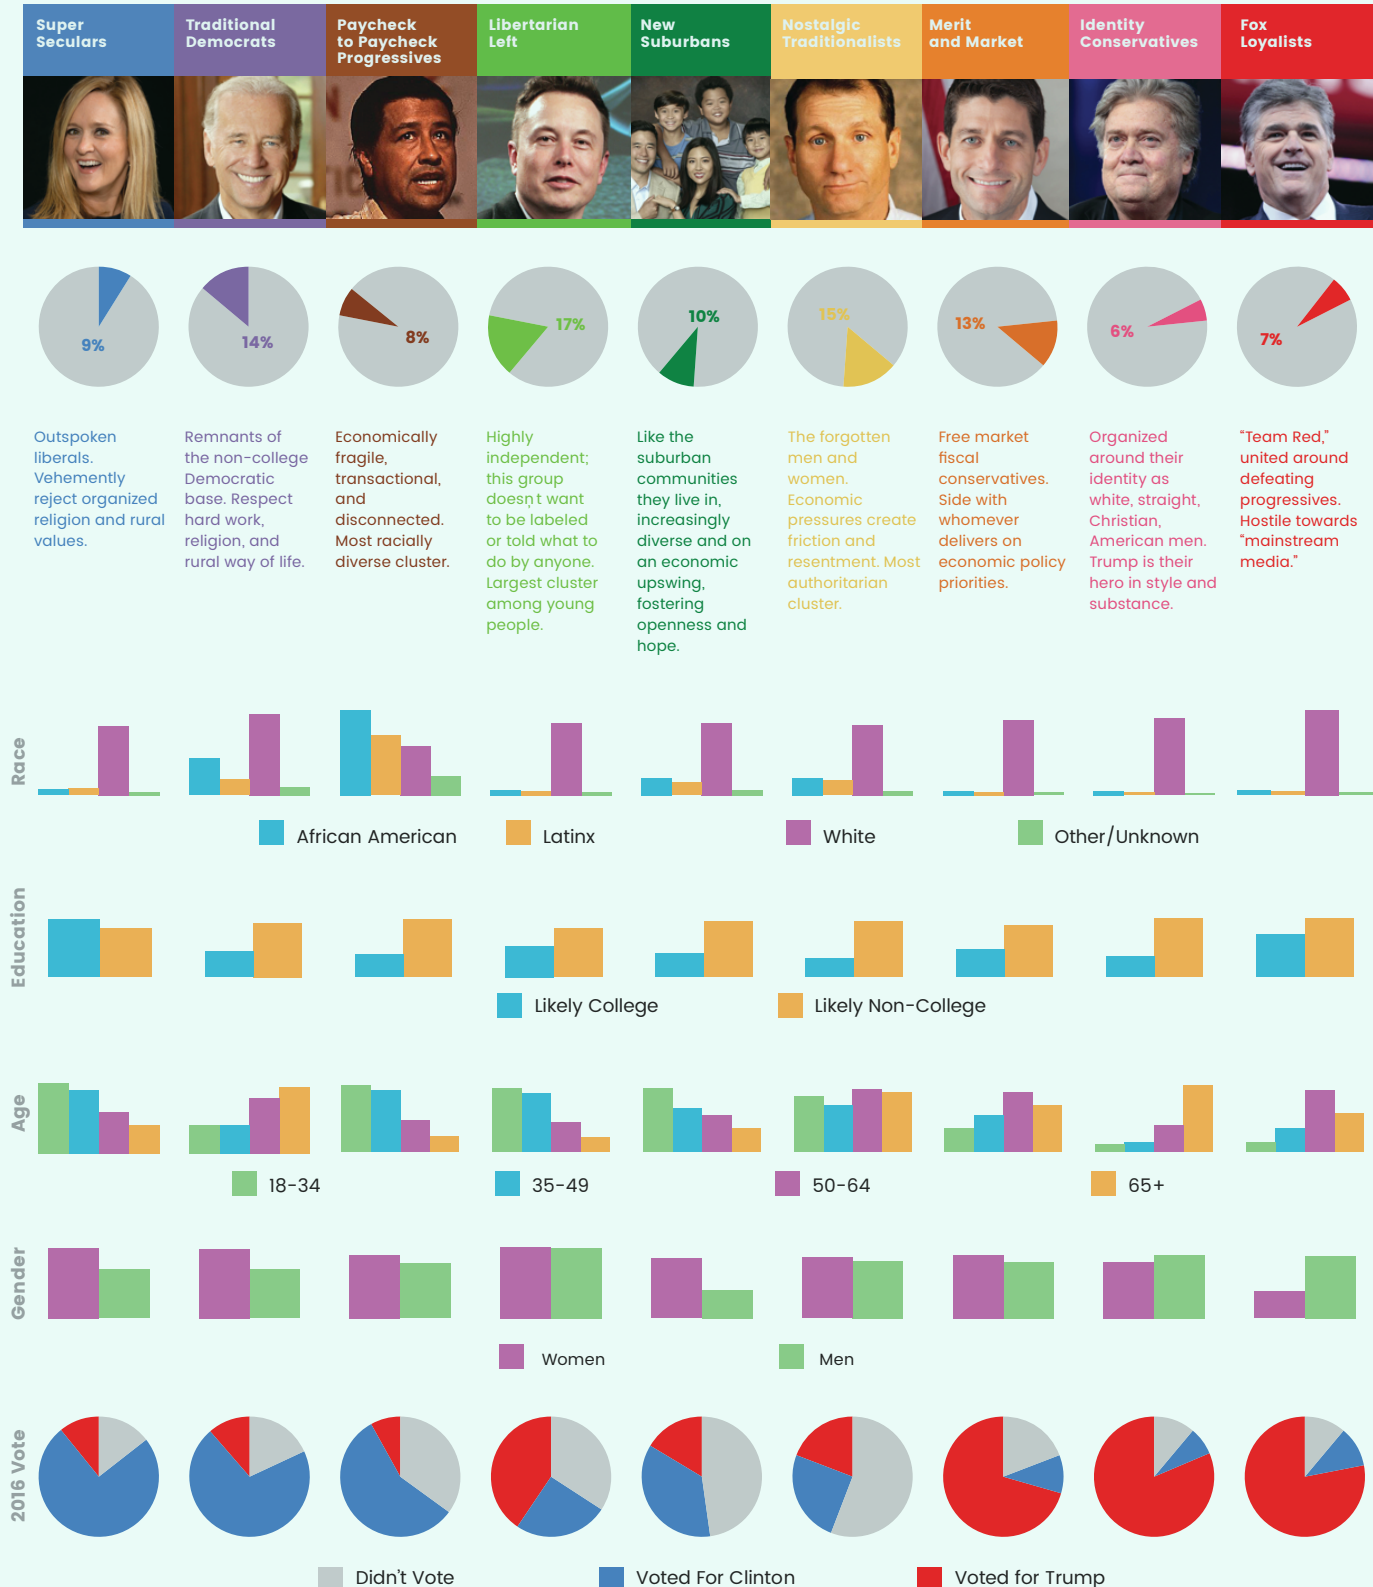 Super
Seculars
Traditional
Democrats
Paycheck
to Paycheck
Progressives
Libertarian
Left
New
Suburbans
Nostalgic
Traditionalists
Merit
and Market
Identity
Conservatives
Fox
Loyalists
9%
14%
8%
17%
10%
15%
13%
6%
7%
Outspoken
liberals.
Vehemently
reject organized
religion and rural
values.
Remnants of
the non-college
Democratic
base. Respect
hard work,
religion, and
rural way of life.
Economically
fragile,
transactional,
and
disconnected.
Most racially
diverse cluster.
Highly
independent;
this group
doesn,t want
to be labeled
or told what to
do by anyone.
Largest cluster
among young
people.
Like the
suburban
communities
they live in,
increasingly
diverse and on
an economic
upswing,
fostering
openness and
hope.
The forgotten
men and
women.
Economic
pressures create
friction and
resentment. Most
authoritarian
cluster.
Free market
fiscal
conservatives.
Side with
whomever
delivers on
economic policy
priorities.
Organized
around their
identity as
white, straight,
Christian,
American men.
Trump is their
hero in style and
substance.
“Team Red,”
united around
defeating
progressives.
Hostile towards
“mainstream
media.”
Race
African American
Latinx
White
Other/Unknown
Education
Likely College
Likely Non-College
Age
18-34
35-49
50-64
65+
Gender
Women
Men
2016 Vote
Didn’t Vote
Voted For Clinton
Voted for Trump